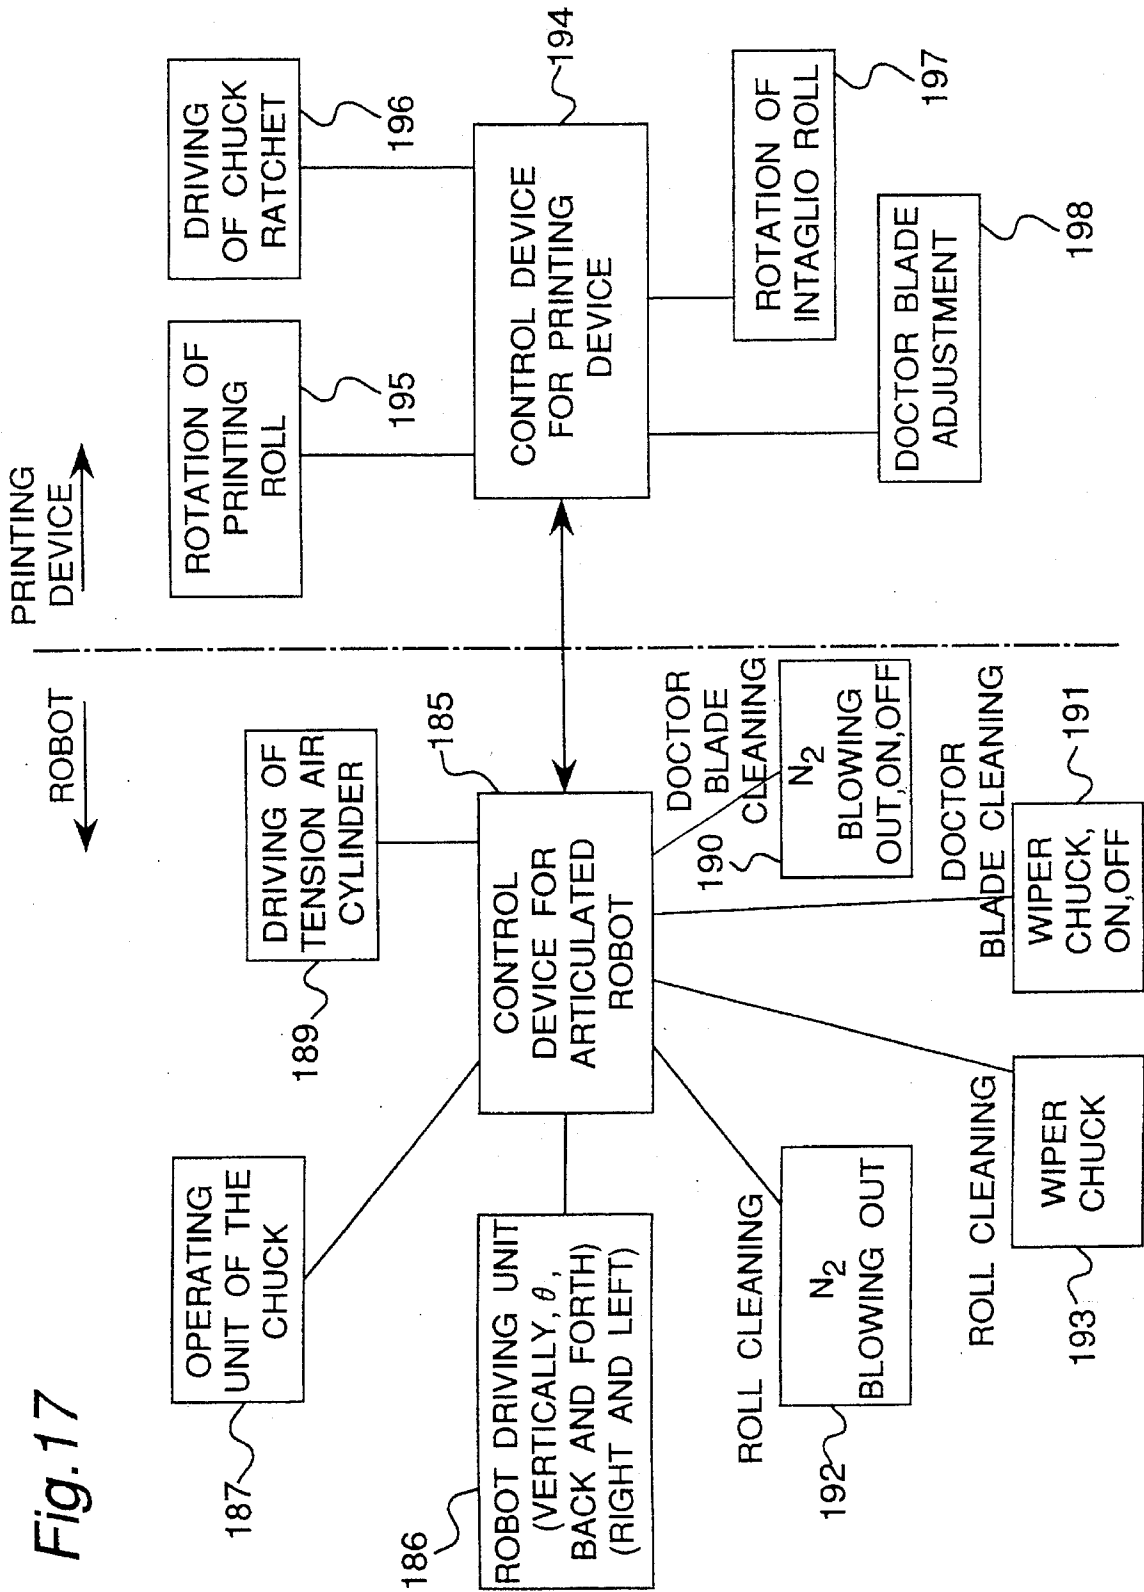 Fig.17
ROBOT
PRINTING
DEVICE
OPERATING
UNIT OF THE
CHUCK
187
DRIVING OF
TENSION AIR
CYLINDER
189
ROTATION OF
PRINTING
ROLL
195
DRIVING
OF CHUCK
RATCHET
196
ROBOT DRIVING UNIT
(VERTICALLY, θ,
BACK AND FORTH)
(RIGHT AND LEFT)
186
CONTROL
DEVICE FOR
ARTICULATED
ROBOT
185
CONTROL DEVICE
FOR PRINTING
DEVICE
194
ROLL CLEANING
N2
BLOWING OUT
192
ROLL CLEANING
WIPER
CHUCK
193
DOCTOR
BLADE
CLEANING
N2
BLOWING
OUT,ON,OFF
190
DOCTOR
BLADE CLEANING
WIPER
CHUCK,
ON,OFF
191
ROTATION OF
INTAGLIO ROLL
197
DOCTOR BLADE
ADJUSTMENT
198